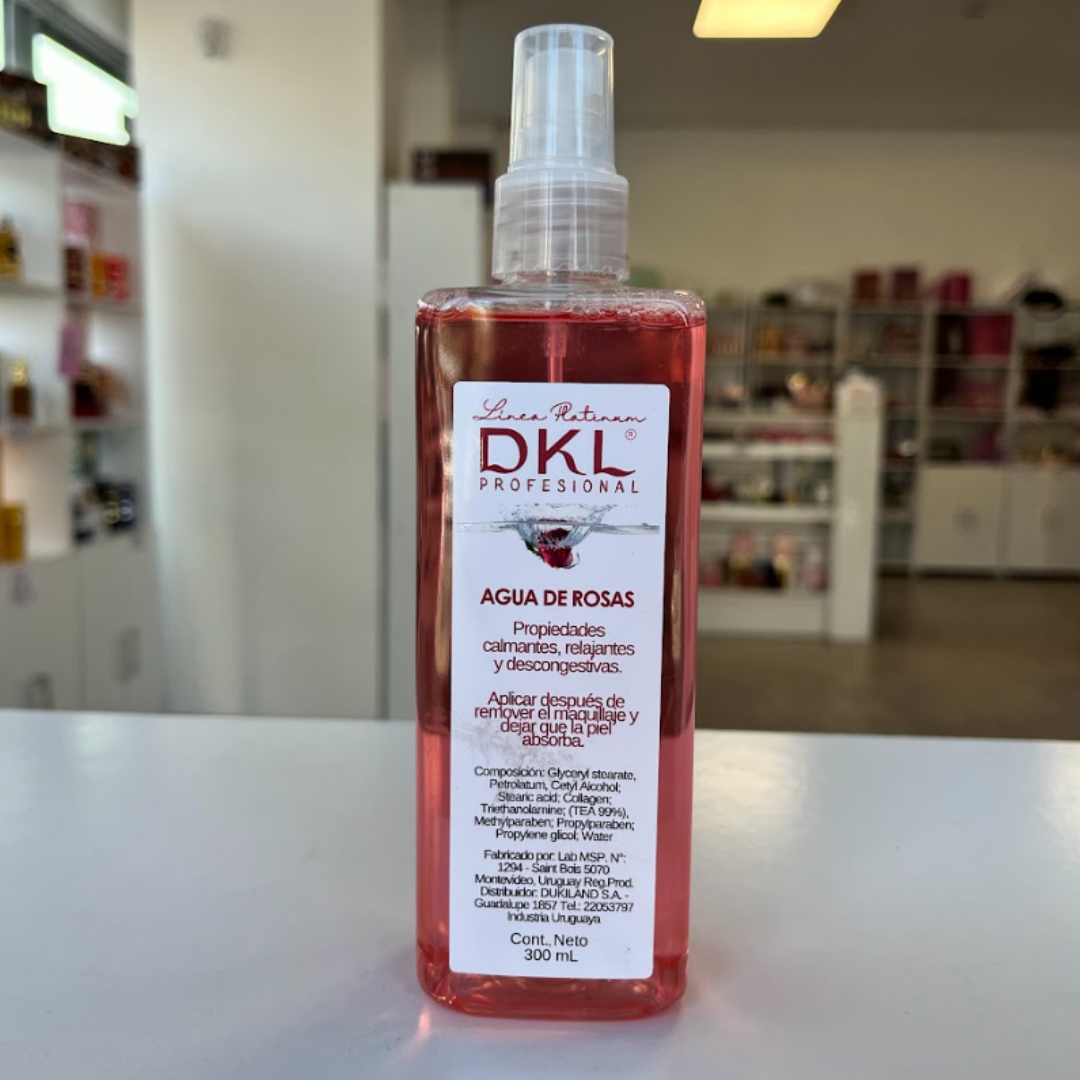 Linea Platinum
DKL®
PROFESIONAL
AGUA DE ROSAS
Propiedades
calmantes, relajantes
y descongestivas.
Aplicar después de
remover el maquillaje y
dejar que la piel
absorba.
Composición: Glyceryl stearate,
Petrolatum, Cetyl Alcohol;
Stearic acid; Collagen;
Triethanolamine; (TEA 99%),
Methylparaben; Propylparaben;
Propylene glicol; Water
Fabricado por: Lab MSP. N°:
1294 - Saint Bois 5070
Montevideo, Uruguay Reg.Prod.
Distribuidor: DUKILAND S.A. -
Guadalupe 1857 Tel.: 22053797
Industria Uruguaya
Cont. Neto
300 mL